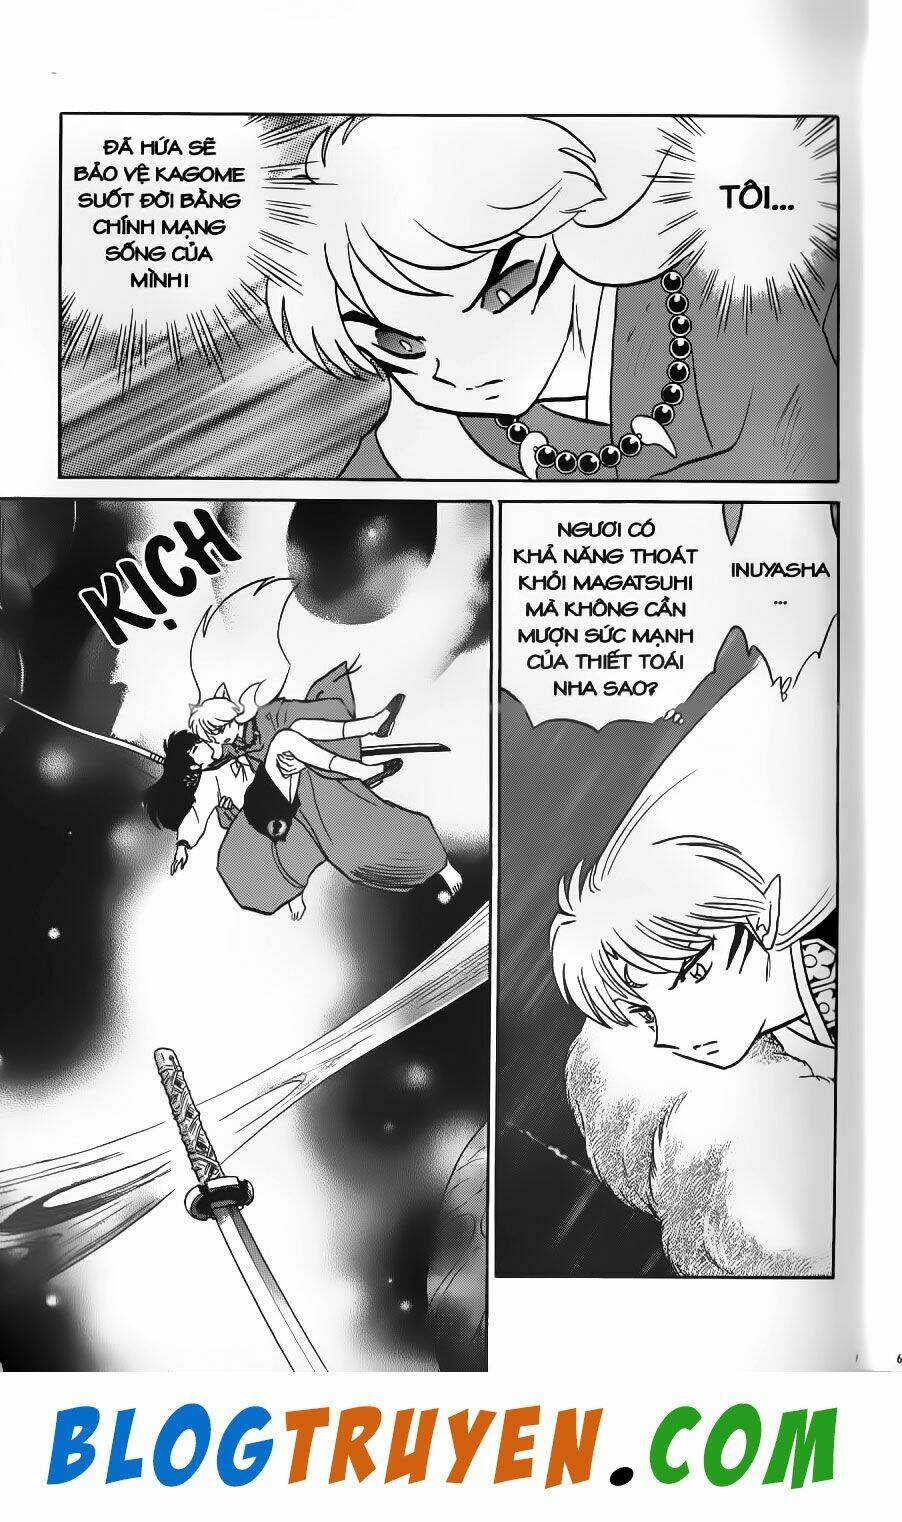 TÔI...
ĐÃ HỨA SẼ
BẢO VỆ KAGOME
SUỐT ĐỜI BẰNG
CHÍNH MẠNG
SỐNG CỦA
MÌNH!
INUYASHA
...
NGƯƠI CÓ
KHẢ NĂNG THOÁT
KHỎI MAGATSUHI
MÀ KHÔNG CẦN
MƯỢN SỨC MẠNH
CỦA THIẾT TOÁI
NHA SAO?
KỊCH
6
BLOGTRUYEN.COM